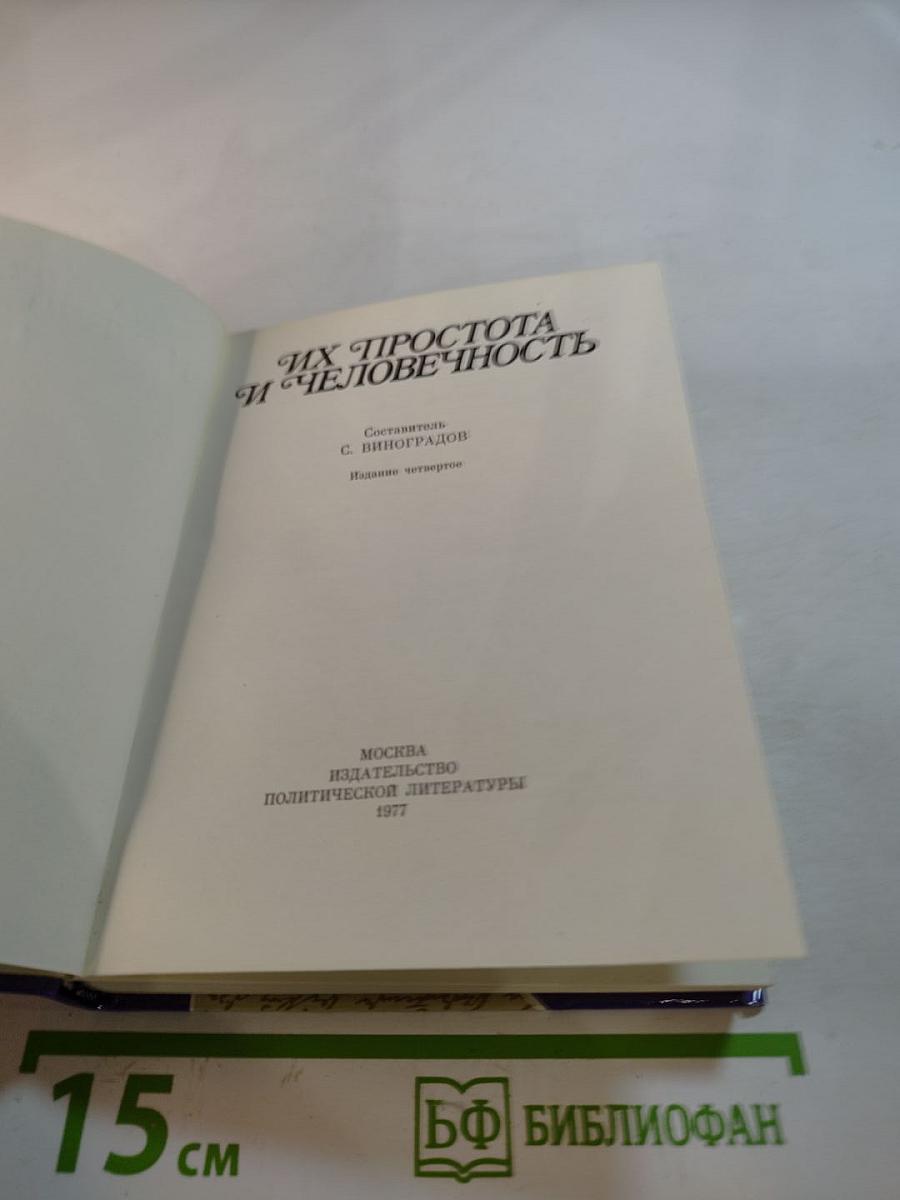 ИХ ПРОСТОТА
И ЧЕЛОВЕЧНОСТЬ
Составитель
С. ВИНОГРАДОВ
Издание четвертое
МОСКВА
ИЗДАТЕЛЬСТВО
ПОЛИТИЧЕСКОЙ ЛИТЕРАТУРЫ
1977
15 см
БФ БИБЛИОФАН